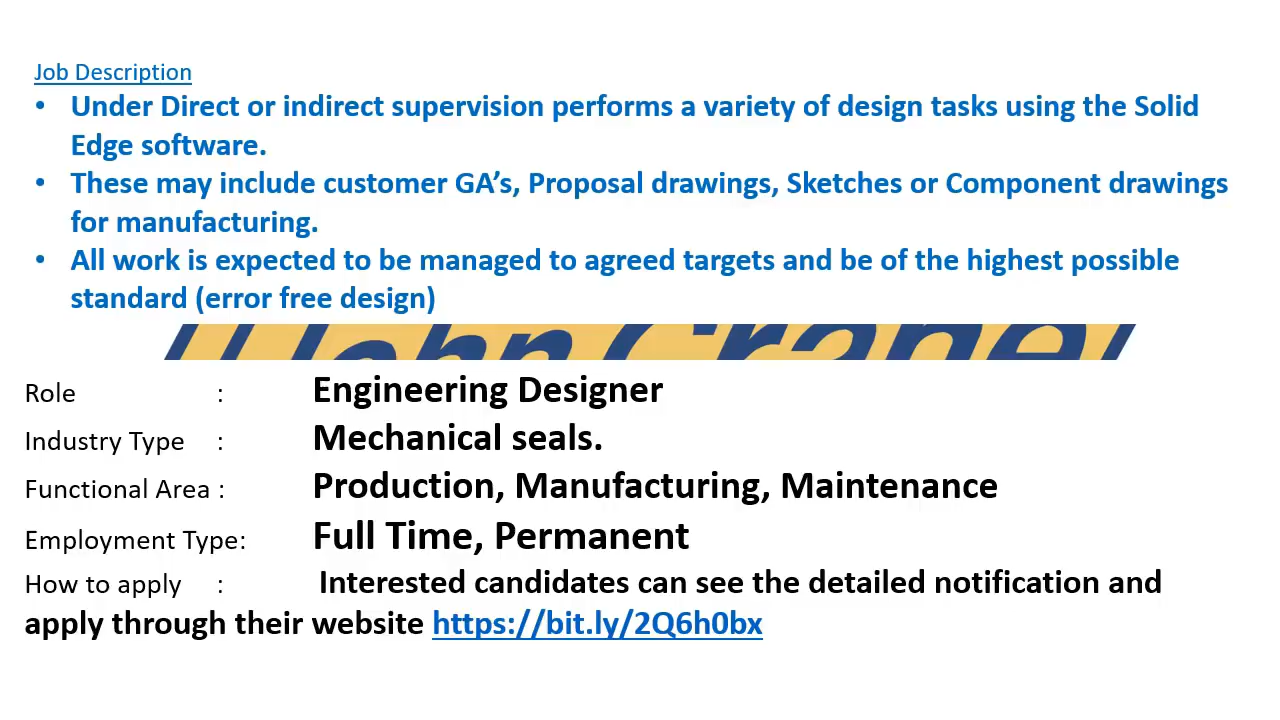 Job Description
• Under Direct or indirect supervision performs a variety of design tasks using the Solid
Edge software.
• These may include customer GA’s, Proposal drawings, Sketches or Component drawings
for manufacturing.
• All work is expected to be managed to agreed targets and be of the highest possible
standard (error free design)
John Crane
Role : Engineering Designer
Industry Type : Mechanical seals.
Functional Area : Production, Manufacturing, Maintenance
Employment Type: Full Time, Permanent
How to apply : Interested candidates can see the detailed notification and
apply through their website https://bit.ly/2Q6h0bx